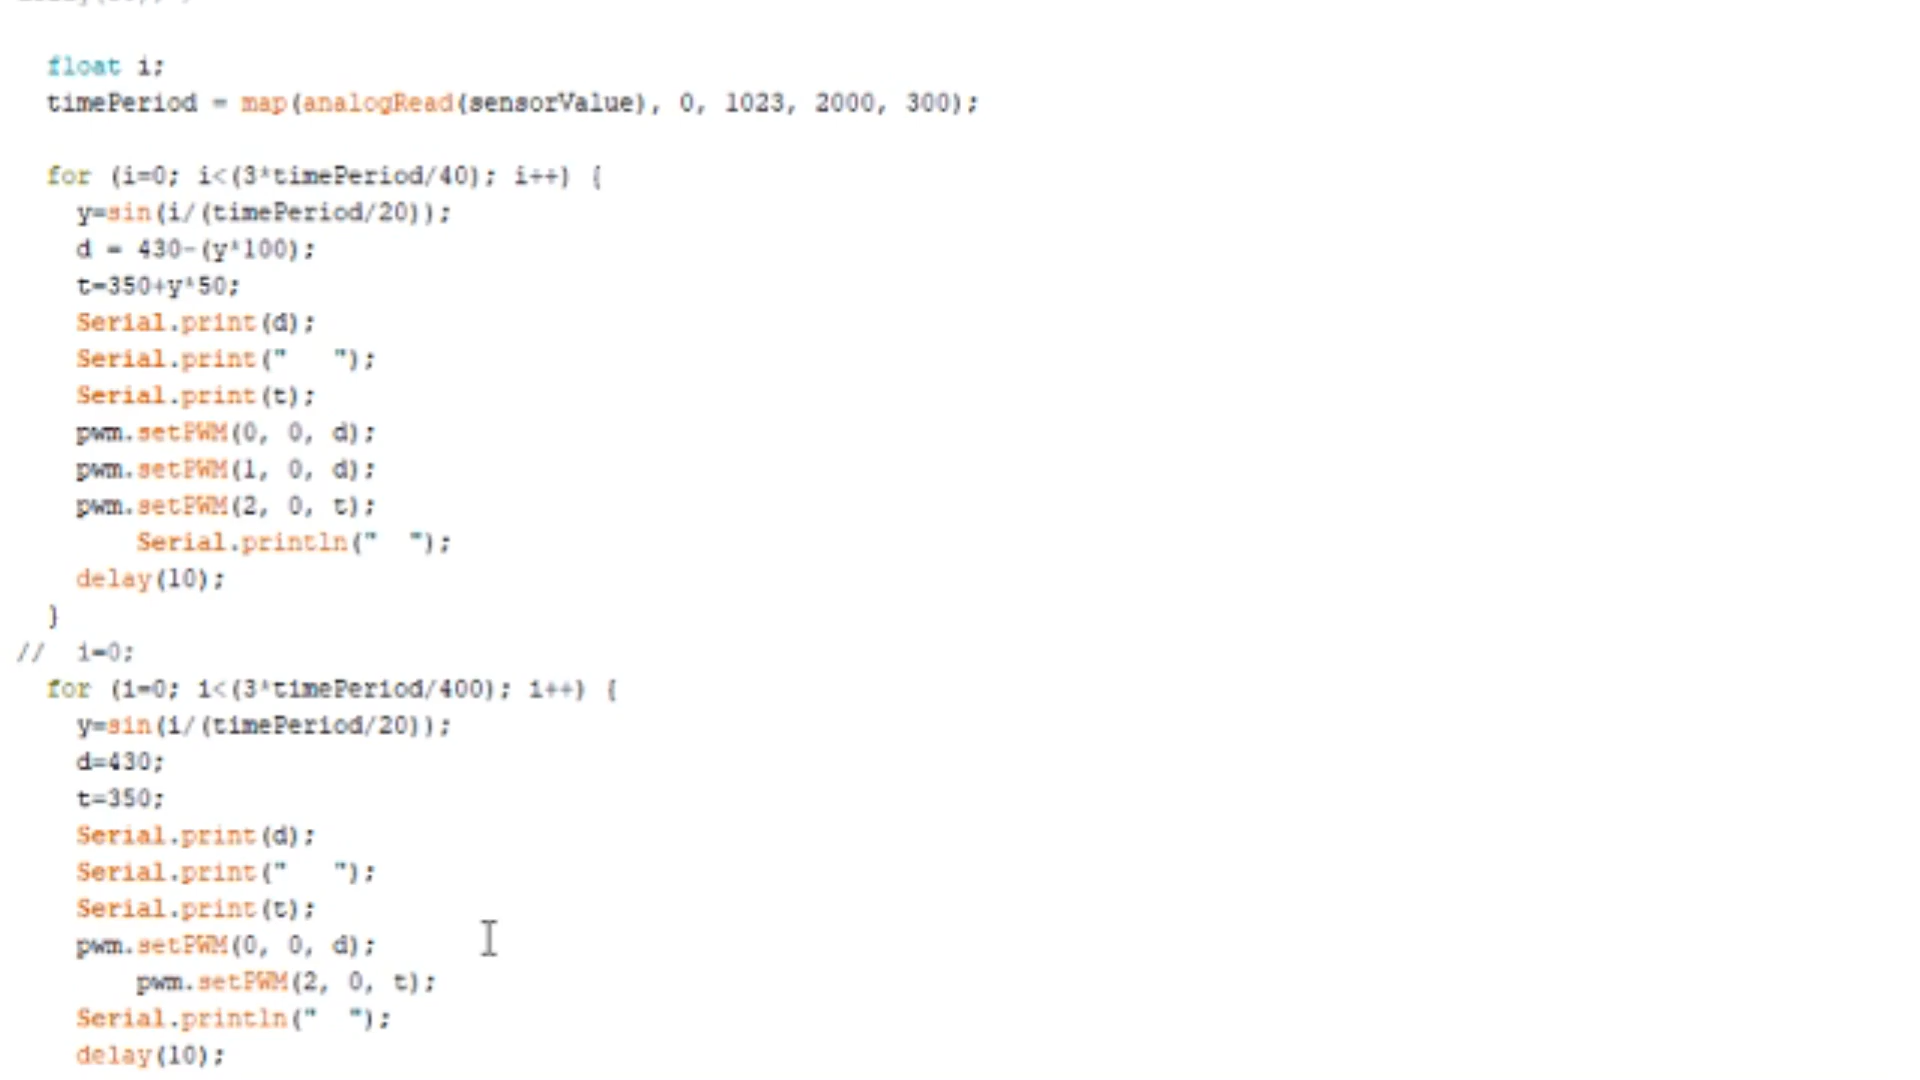 float i;
timePeriod = map(analogRead(sensorValue), 0, 1023, 2000, 300);
for (i=0; i<(3*timePeriod/40); i++) {
y=sin(i/(timePeriod/20));
d = 430-(y*100);
t=350+y*50;
Serial.print(d);
Serial.print("   ");
Serial.print(t);
pwm.setPWM(0, 0, d);
pwm.setPWM(1, 0, d);
pwm.setPWM(2, 0, t);
Serial.println("  ");
delay(10);
}
//  i=0;
for (i=0; i<(3*timePeriod/400); i++) {
y=sin(i/(timePeriod/20));
d=430;
t=350;
Serial.print(d);
Serial.print("   ");
Serial.print(t);
pwm.setPWM(0, 0, d);
pwm.setPWM(2, 0, t);
Serial.println("  ");
delay(10);